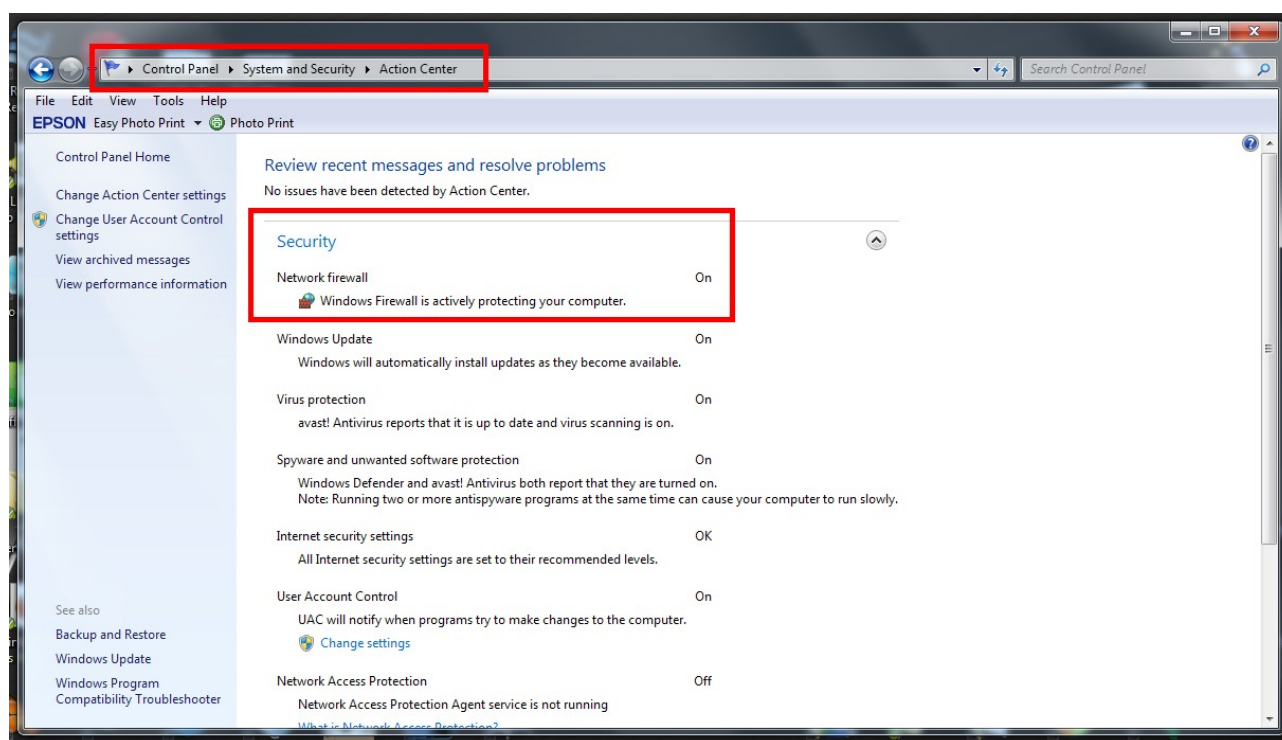 Control Panel ▸ System and Security ▸ Action Center
Search Control Panel
File Edit View Tools Help
EPSON Easy Photo Print Photo Print
Control Panel Home
Change Action Center settings
Change User Account Control
settings
View archived messages
View performance information
Review recent messages and resolve problems
No issues have been detected by Action Center.
Security
Network firewall On
Windows Firewall is actively protecting your computer.
Windows Update On
Windows will automatically install updates as they become available.
Virus protection On
avast! Antivirus reports that it is up to date and virus scanning is on.
Spyware and unwanted software protection On
Windows Defender and avast! Antivirus both report that they are turned on.
Note: Running two or more antispyware programs at the same time can cause your computer to run slowly.
Internet security settings OK
All Internet security settings are set to their recommended levels.
User Account Control On
UAC will notify when programs try to make changes to the computer.
Change settings
Network Access Protection Off
Network Access Protection Agent service is not running
What is Network Access Protection?
See also
Backup and Restore
Windows Update
Windows Program
Compatibility Troubleshooter